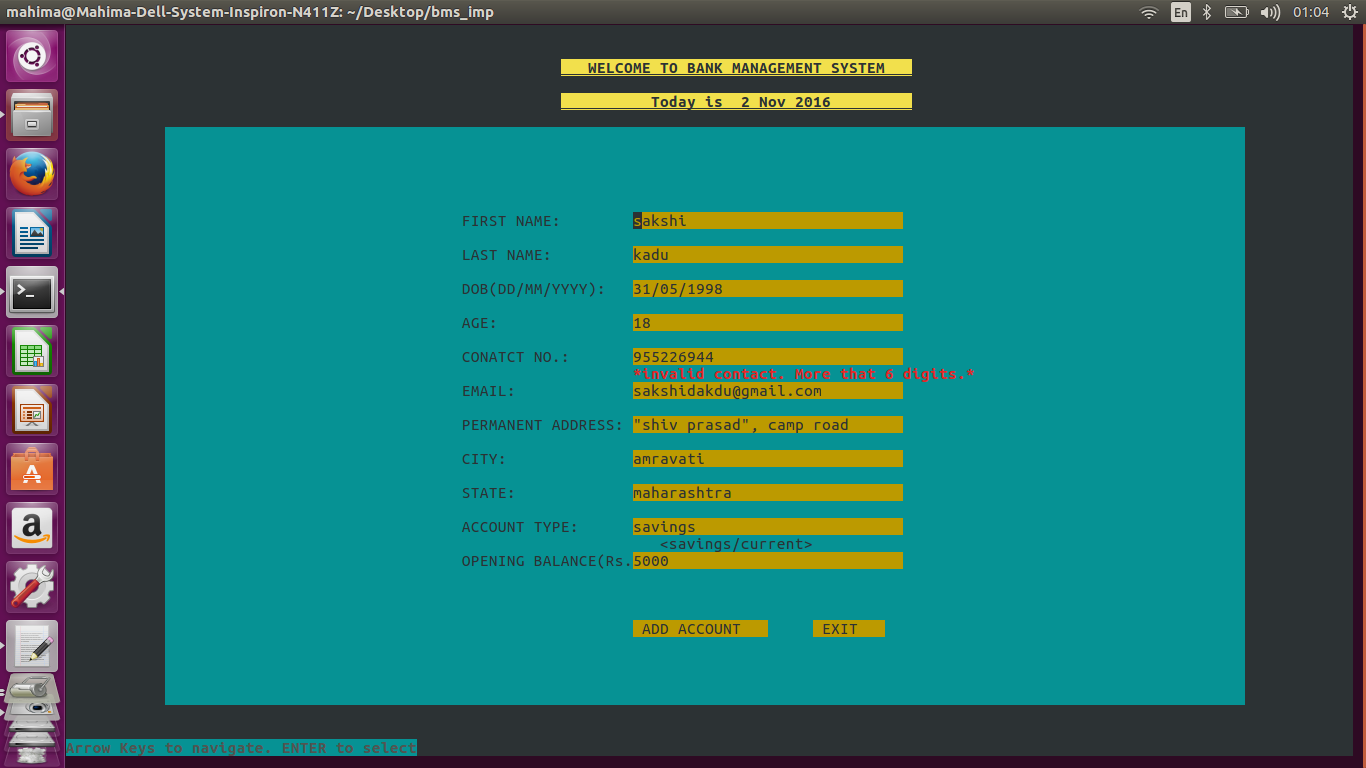 mahima@Mahima-Dell-System-Inspiron-N411Z: ~/Desktop/bms_imp En 01:04
WELCOME TO BANK MANAGEMENT SYSTEM
Today is 2 Nov 2016
FIRST NAME: sakshi
LAST NAME: kadu
DOB(DD/MM/YYYY): 31/05/1998
AGE: 18
CONATCT NO.: 955226944
*invalid contact. More that 6 digits.*
EMAIL: sakshidakdu@gmail.com
PERMANENT ADDRESS: "shiv prasad", camp road
CITY: amravati
STATE: maharashtra
ACCOUNT TYPE: savings
<savings/current>
OPENING BALANCE(Rs.5000
ADD ACCOUNT EXIT
Arrow Keys to navigate. ENTER to select